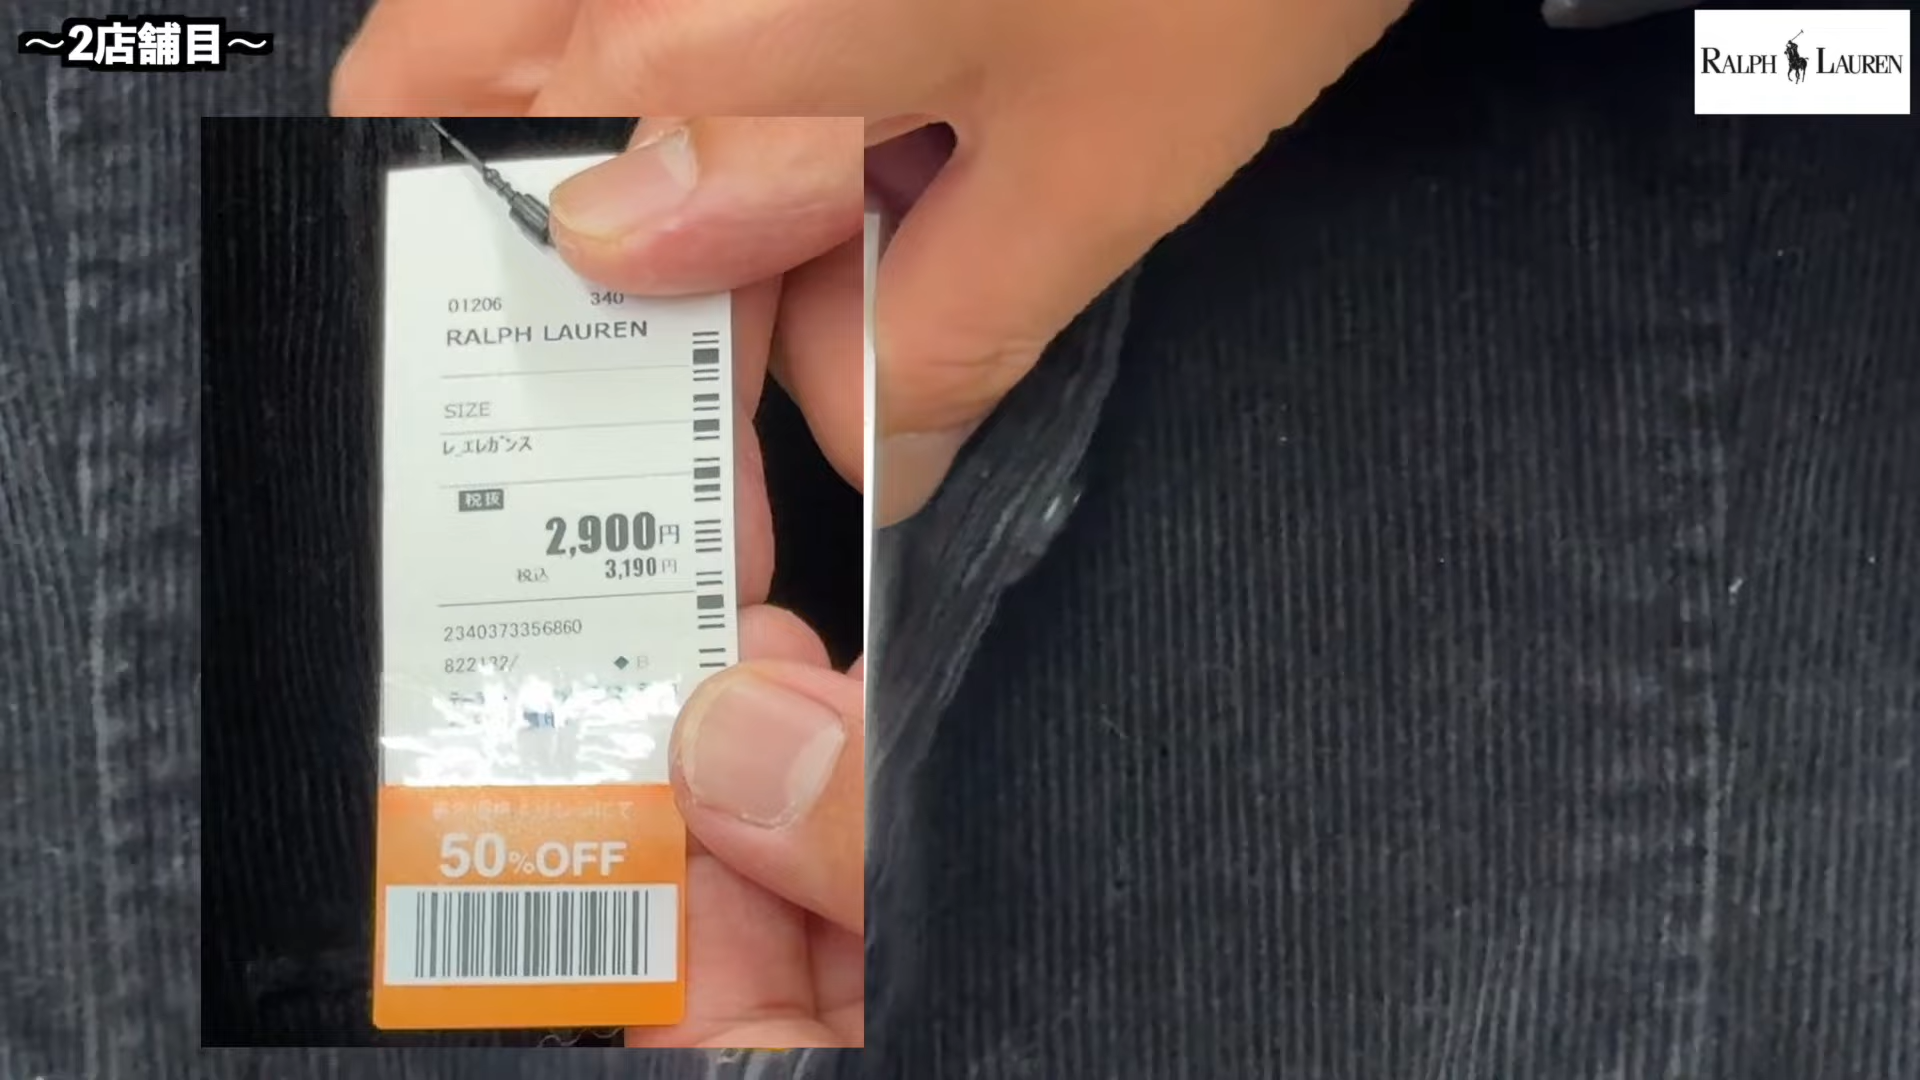 ～2店舗目～
RALPH LAUREN
01206 340
RALPH LAUREN
SIZE
レ_エレガンス
税抜
2,900円
税込 3,190円
2340373356860
822132/ ◆B
50%OFF